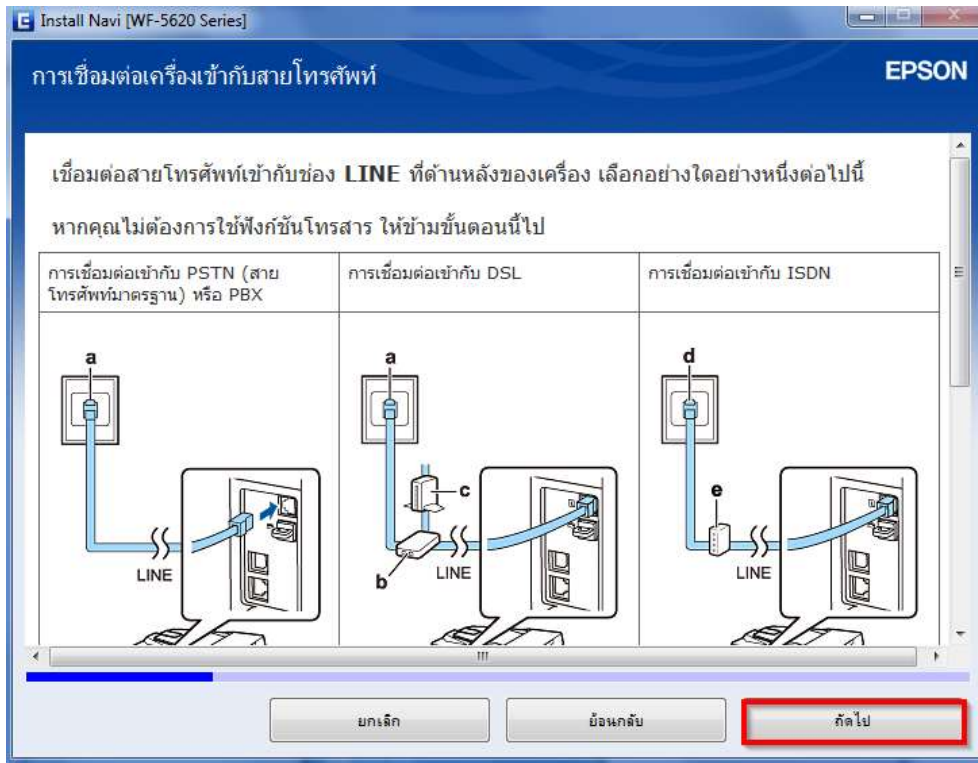 Install Navi [WF-5620 Series]
การเชื่อมต่อเครื่องเข้ากับสายโทรศัพท์
EPSON
เชื่อมต่อสายโทรศัพท์เข้ากับช่อง LINE ที่ด้านหลังของเครื่อง เลือกอย่างใดอย่างหนึ่งต่อไปนี้
หากคุณไม่ต้องการใช้ฟังก์ชันโทรสาร ให้ข้ามขั้นตอนนี้ไป
การเชื่อมต่อเข้ากับ PSTN (สาย
โทรศัพท์มาตรฐาน) หรือ PBX
การเชื่อมต่อเข้ากับ DSL
การเชื่อมต่อเข้ากับ ISDN
a
LINE
a
c
b
LINE
d
e
LINE
ยกเลิก
ย้อนกลับ
ถัดไป